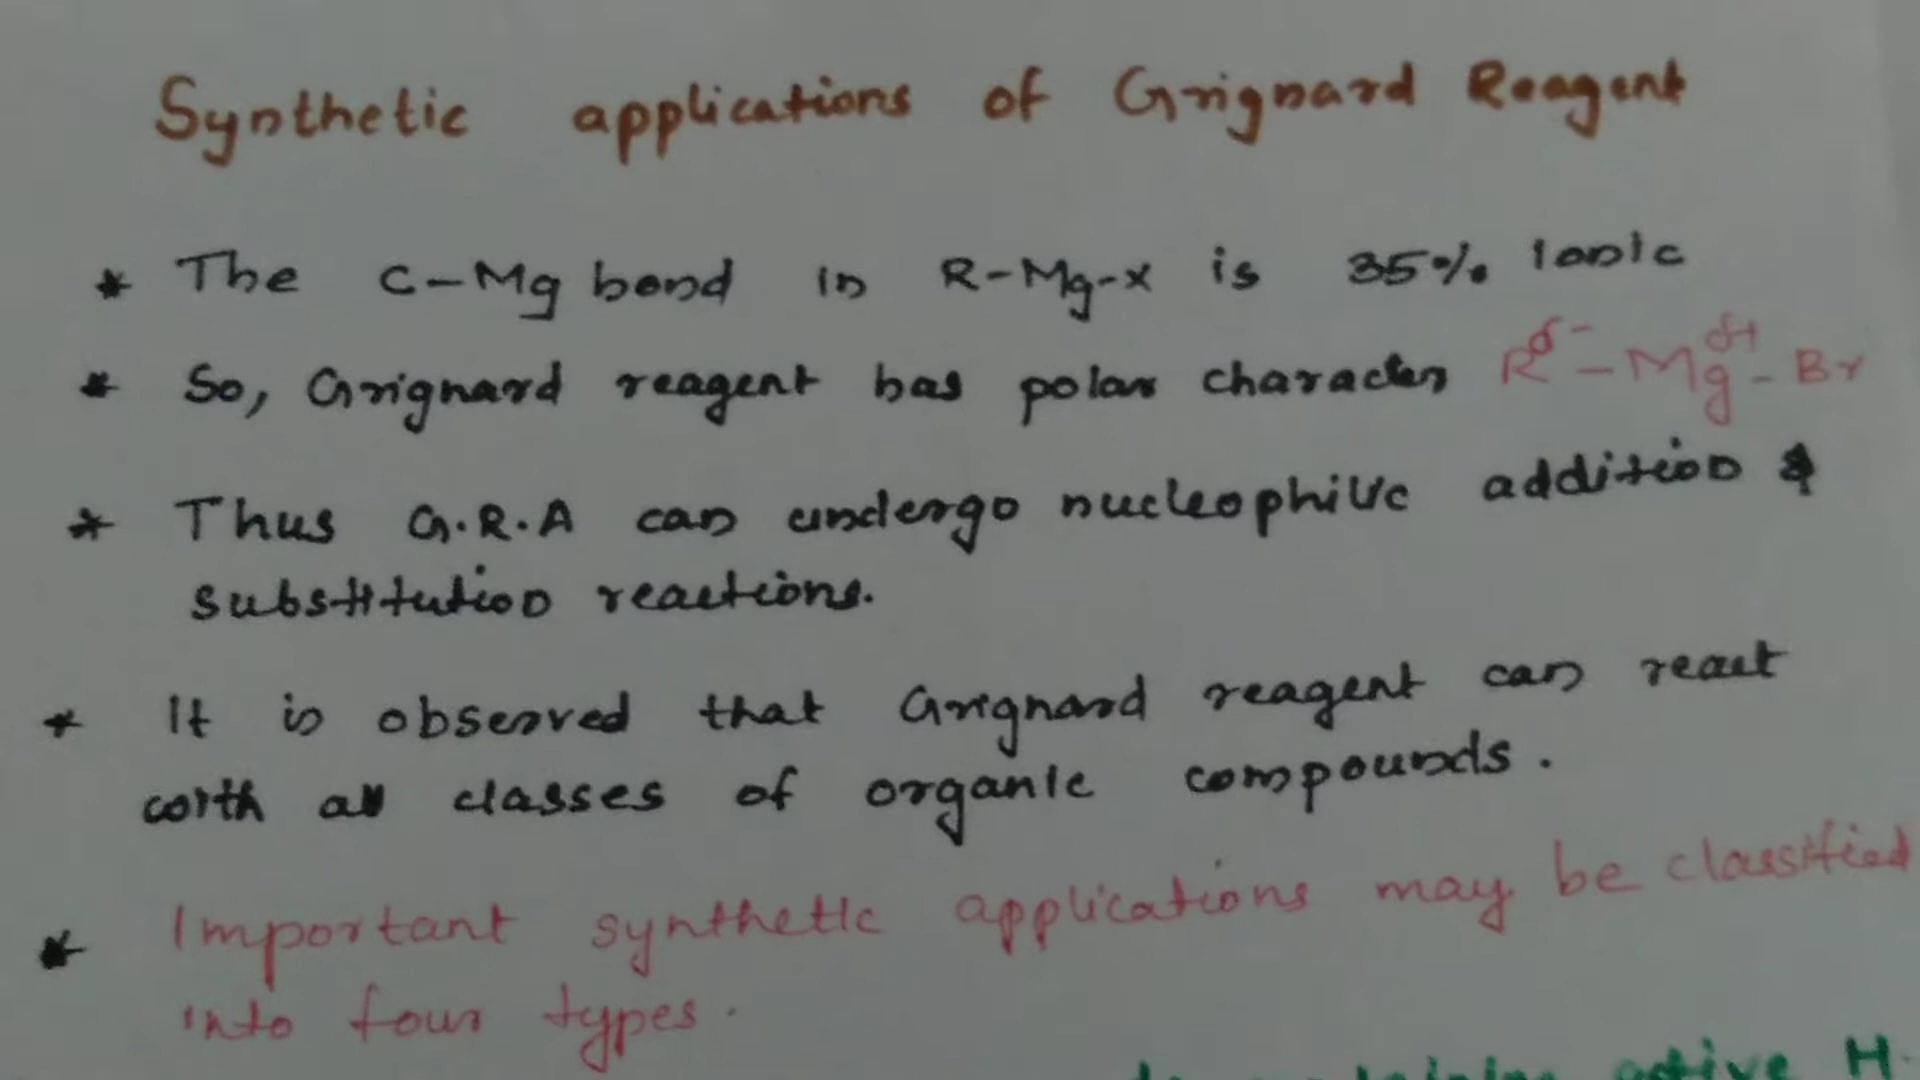 Synthetic applications of Grignard Reagent
* The C-Mg bond in R-Mg-X is 35% Ionic
* So, Grignard reagent has polar character R^δ- - Mg^δ+ - Br
* Thus G.R.A can undergo nucleophilic addition &
substitution reactions.
* It is observed that Grignard reagent can react
with all classes of organic compounds.
* Important synthetic applications may be classified
into four types.
active H